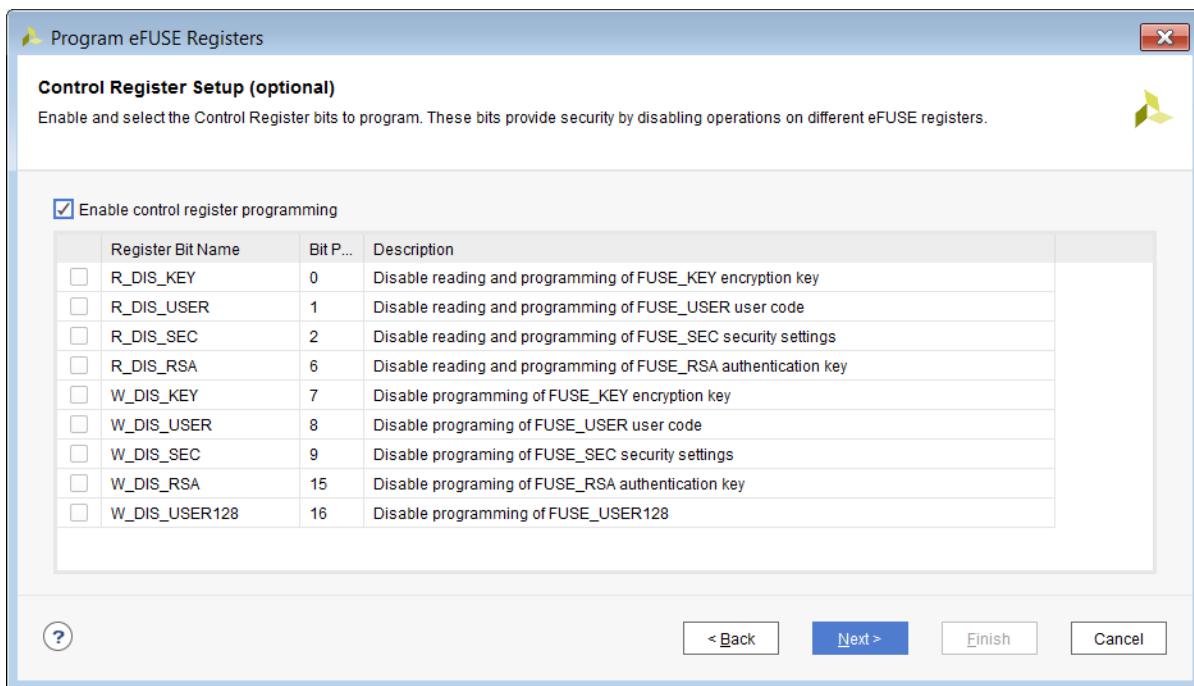 Program eFUSE Registers
Control Register Setup (optional)
Enable and select the Control Register bits to program. These bits provide security by disabling operations on different eFUSE registers.
Enable control register programming
Register Bit Name Bit P... Description
R_DIS_KEY 0 Disable reading and programming of FUSE_KEY encryption key
R_DIS_USER 1 Disable reading and programming of FUSE_USER user code
R_DIS_SEC 2 Disable reading and programming of FUSE_SEC security settings
R_DIS_RSA 6 Disable reading and programming of FUSE_RSA authentication key
W_DIS_KEY 7 Disable programming of FUSE_KEY encryption key
W_DIS_USER 8 Disable programing of FUSE_USER user code
W_DIS_SEC 9 Disable programing of FUSE_SEC security settings
W_DIS_RSA 15 Disable programing of FUSE_RSA authentication key
W_DIS_USER128 16 Disable programming of FUSE_USER128
? < Back Next > Finish Cancel